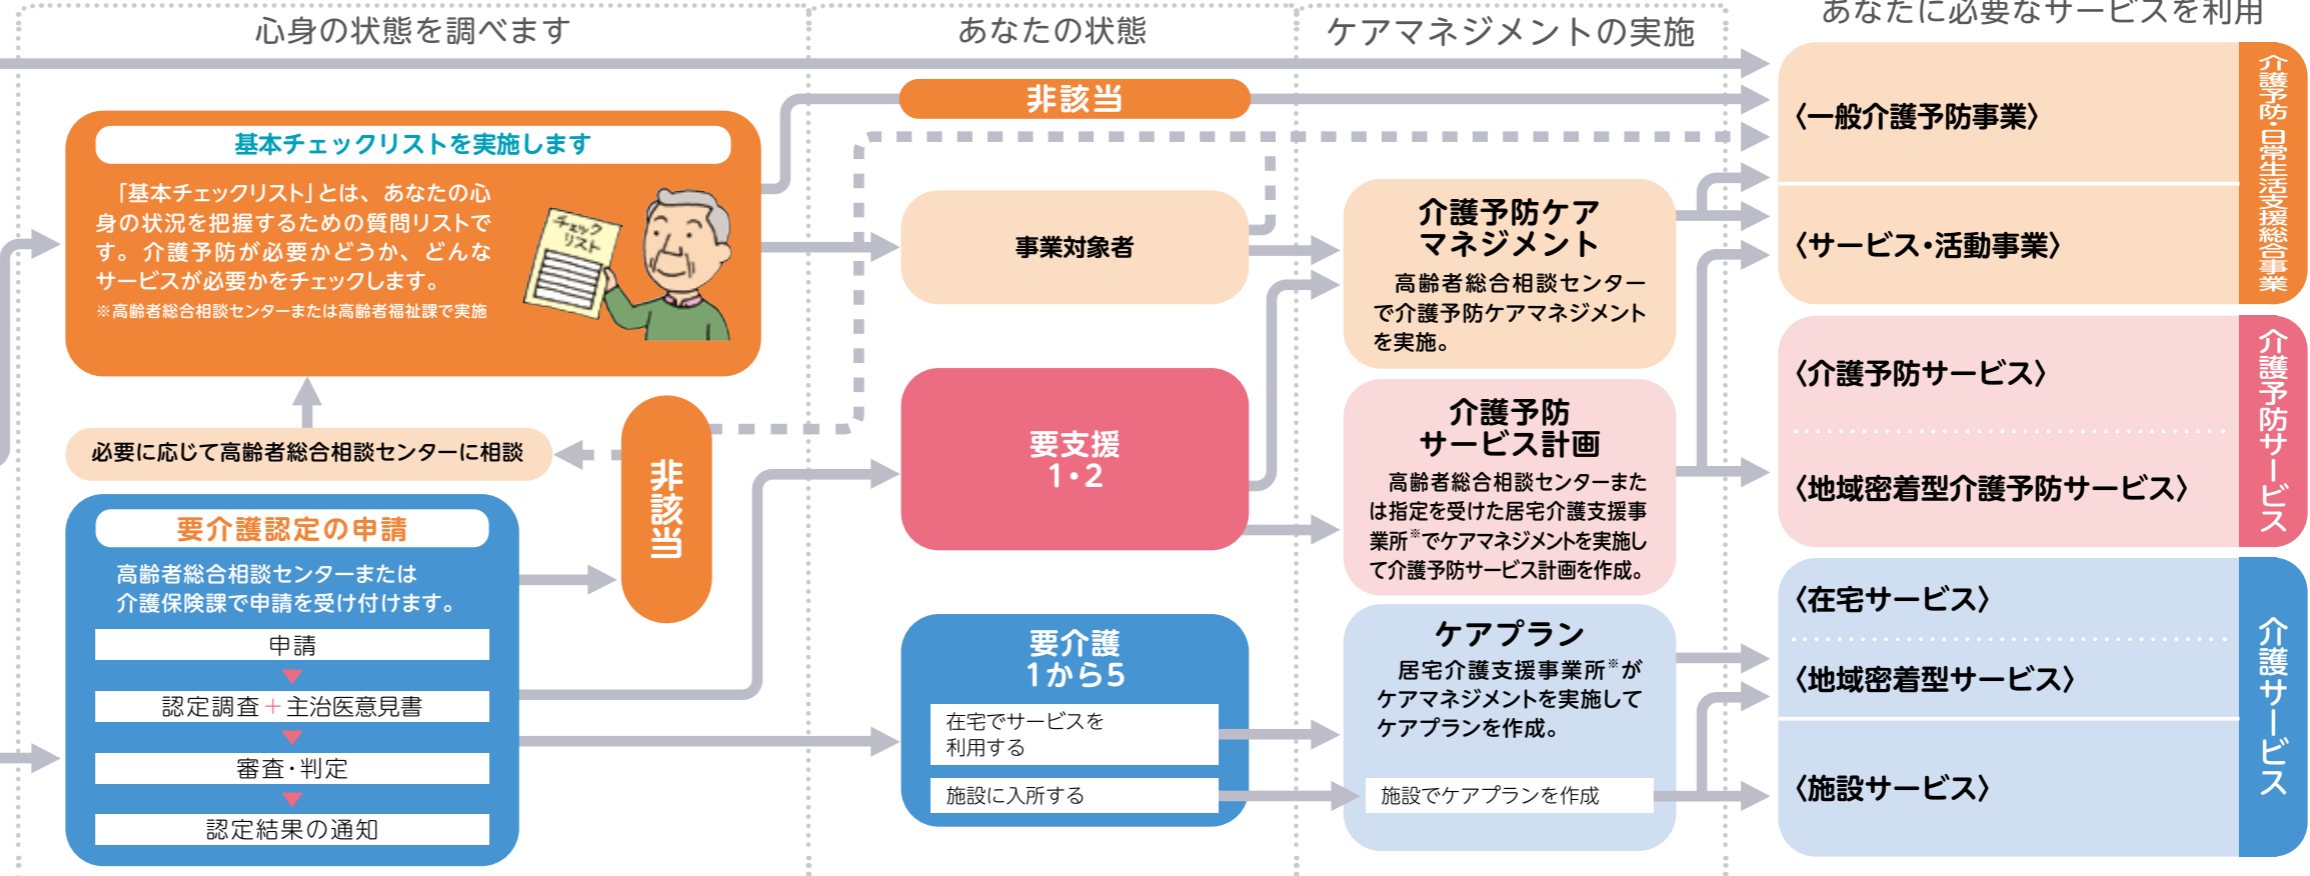 心身の状態を調べます
あなたの状態
ケアマネジメントの実施
あなたに必要なサービスを利用
基本チェックリストを実施します
「基本チェックリスト」とは、あなたの心
身の状況を把握するための質問リストで
す。介護予防が必要かどうか、どんな
サービスが必要かをチェックします。
※高齢者総合相談センターまたは高齢者福祉課で実施
チェック
リスト
必要に応じて高齢者総合相談センターに相談
要介護認定の申請
高齢者総合相談センターまたは
介護保険課で申請を受け付けます。
申請
認定調査+主治医意見書
審査・判定
認定結果の通知
非該当
非該当
事業対象者
要支援
1・2
要介護
1から5
在宅でサービスを
利用する
施設に入所する
介護予防ケア
マネジメント
高齢者総合相談センター
で介護予防ケアマネジメント
を実施。
介護予防
サービス計画
高齢者総合相談センターまた
は指定を受けた居宅介護支援事
業所※でケアマネジメントを実施し
て介護予防サービス計画を作成。
ケアプラン
居宅介護支援事業所※が
ケアマネジメントを実施して
ケアプランを作成。
施設でケアプランを作成
〈一般介護予防事業〉
〈サービス・活動事業〉
介護予防・日常生活支援総合事業
〈介護予防サービス〉
〈地域密着型介護予防サービス〉
介護予防サービス
〈在宅サービス〉
〈地域密着型サービス〉
〈施設サービス〉
介護サービス